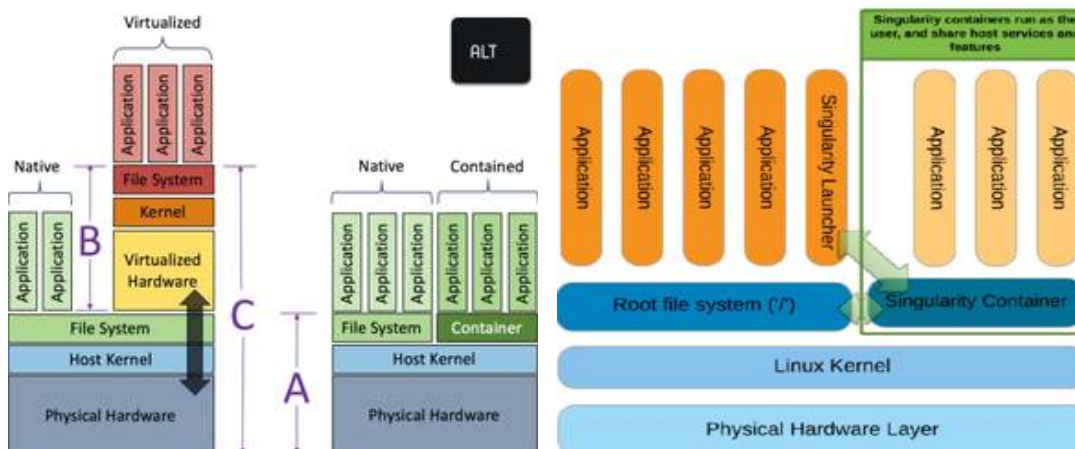 Virtualized
Application
Application
Application
Native
File System
Kernel
B
Application
Application
Virtualized
Hardware
C
File System
Host Kernel
Physical Hardware
ALT
Native
Contained
Application
Application
Application
Application
Application
Application
File System
Container
Host Kernel
A
Physical Hardware
Singularity containers run as the
user, and share host services and
features
Application
Application
Application
Application
Singularity Launcher
Application
Application
Application
Root file system ('/')
Singularity Container
Linux Kernel
Physical Hardware Layer